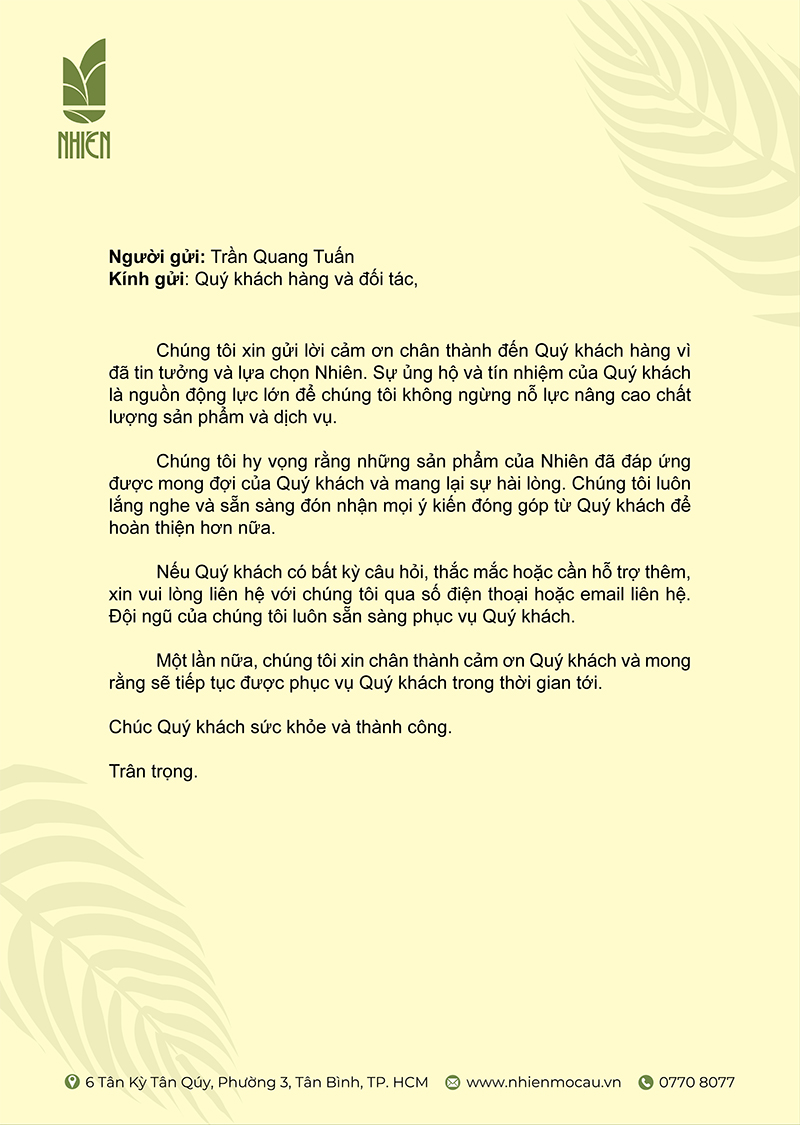 NHIÊN
Người gửi: Trần Quang Tuấn
Kính gửi: Quý khách hàng và đối tác,
Chúng tôi xin gửi lời cảm ơn chân thành đến Quý khách hàng vì
đã tin tưởng và lựa chọn Nhiên. Sự ủng hộ và tín nhiệm của Quý khách
là nguồn động lực lớn để chúng tôi không ngừng nỗ lực nâng cao chất
lượng sản phẩm và dịch vụ.
Chúng tôi hy vọng rằng những sản phẩm của Nhiên đã đáp ứng
được mong đợi của Quý khách và mang lại sự hài lòng. Chúng tôi luôn
lắng nghe và sẵn sàng đón nhận mọi ý kiến đóng góp từ Quý khách để
hoàn thiện hơn nữa.
Nếu Quý khách có bất kỳ câu hỏi, thắc mắc hoặc cần hỗ trợ thêm,
xin vui lòng liên hệ với chúng tôi qua số điện thoại hoặc email liên hệ.
Đội ngũ của chúng tôi luôn sẵn sàng phục vụ Quý khách.
Một lần nữa, chúng tôi xin chân thành cảm ơn Quý khách và mong
rằng sẽ tiếp tục được phục vụ Quý khách trong thời gian tới.
Chúc Quý khách sức khỏe và thành công.
Trân trọng.
6 Tân Kỳ Tân Qúy, Phường 3, Tân Bình, TP. HCM www.nhienmocau.vn 0770 8077